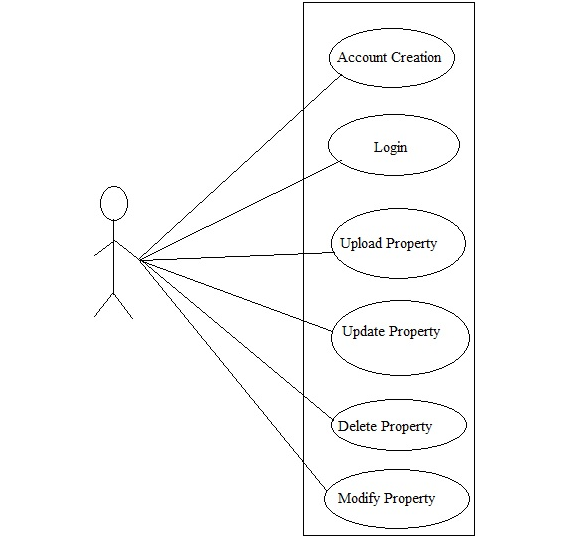 Account Creation
Login
Upload Property
Update Property
Delete Property
Modify Property